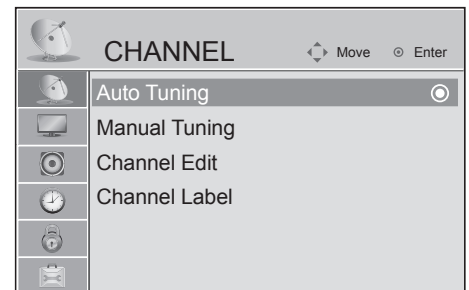 CHANNEL Move Enter
Auto Tuning
Manual Tuning
Channel Edit
Channel Label